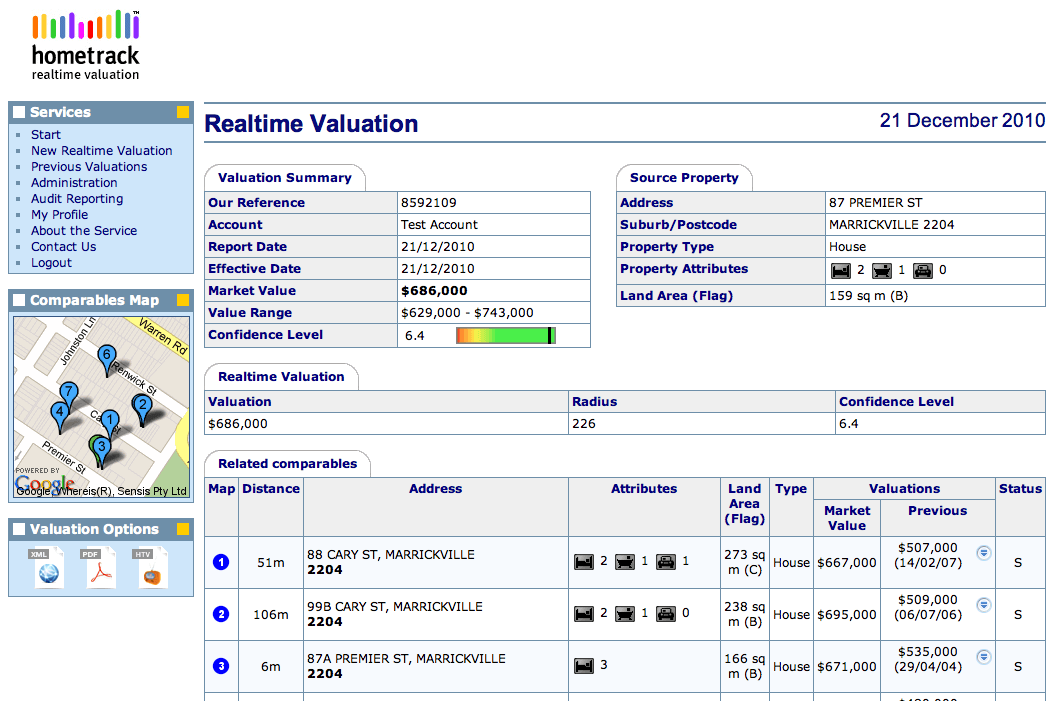 hometrack™
realtime valuation
Services
Start
New Realtime Valuation
Previous Valuations
Administration
Audit Reporting
My Profile
About the Service
Contact Us
Logout
Comparables Map
Warren Rd
Johnston Ln
6
Renwick St
7
4
2
1
3
Premier St
POWERED BY
Google
Google, Whereis(R), Sensis Pty Ltd
Valuation Options
XML PDF HTV
Realtime Valuation 21 December 2010
Valuation Summary
Our Reference 8592109
Account Test Account
Report Date 21/12/2010
Effective Date 21/12/2010
Market Value $686,000
Value Range $629,000 - $743,000
Confidence Level 6.4
Source Property
Address 87 PREMIER ST
Suburb/Postcode MARRICKVILLE 2204
Property Type House
Property Attributes 2 1 0
Land Area (Flag) 159 sq m (B)
Realtime Valuation
Valuation Radius Confidence Level
$686,000 226 6.4
Related comparables
Map Distance Address Attributes Land Area (Flag) Type Valuations Status
Market Value Previous
1 51m 88 CARY ST, MARRICKVILLE 2204 2 1 1 273 sq m (C) House $667,000 $507,000 (14/02/07) S
2 106m 99B CARY ST, MARRICKVILLE 2204 2 1 0 238 sq m (B) House $695,000 $509,000 (06/07/06) S
3 6m 87A PREMIER ST, MARRICKVILLE 2204 3 166 sq m (B) House $671,000 $535,000 (29/04/04) S